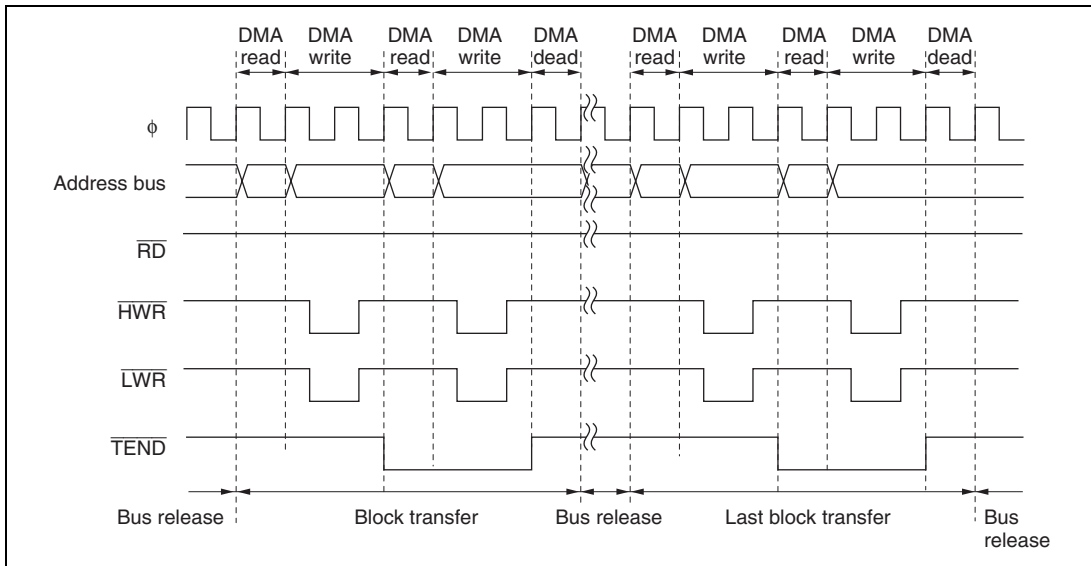 DMA DMA DMA DMA DMA DMA DMA DMA DMA DMA
read write read write dead read write read write dead
ϕ
Address bus
RD
HWR
LWR
TEND
Bus release Block transfer Bus release Last block transfer Bus
release